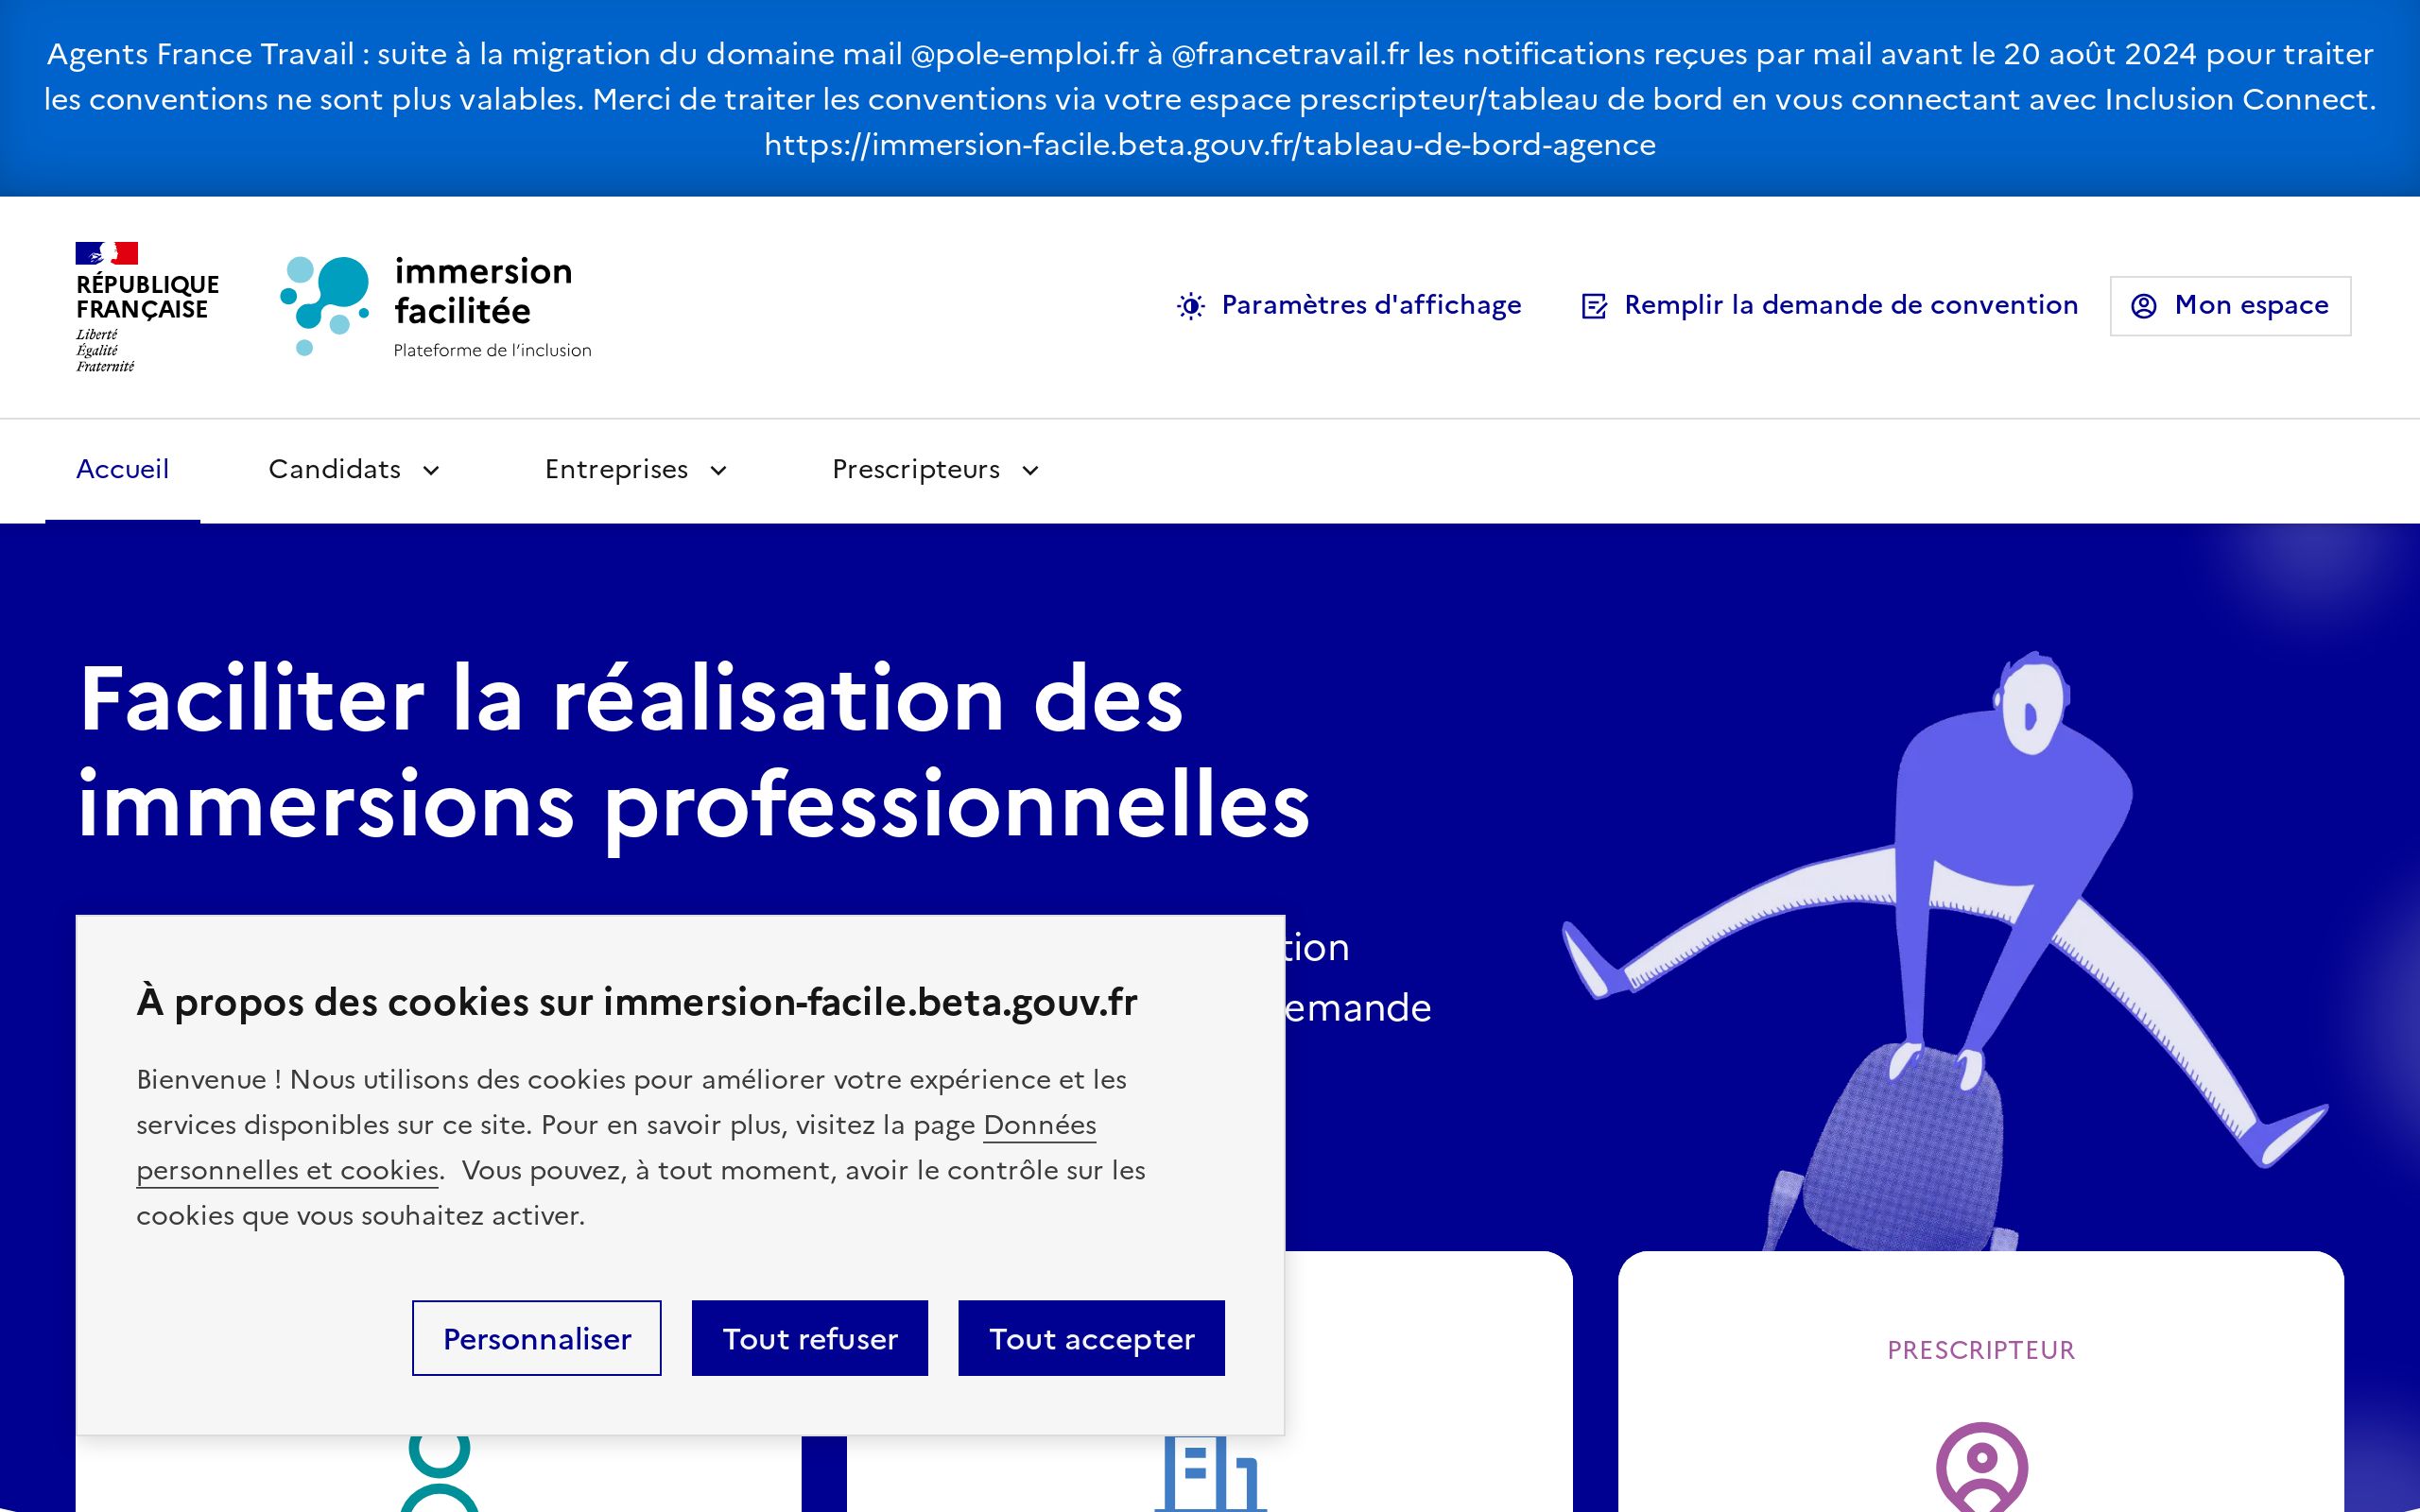 Agents France Travail : suite à la migration du domaine mail @pole-emploi.fr à @francetravail.fr les notifications reçues par mail avant le 20 août 2024 pour traiter
les conventions ne sont plus valables. Merci de traiter les conventions via votre espace prescripteur/tableau de bord en vous connectant avec Inclusion Connect.
https://immersion-facile.beta.gouv.fr/tableau-de-bord-agence
RÉPUBLIQUE
FRANÇAISE
Liberté
Égalité
Fraternité
immersion
facilitée
Plateforme de l'inclusion
Paramètres d'affichage
Remplir la demande de convention
Mon espace
Accueil
Candidats
Entreprises
Prescripteurs
Faciliter la réalisation des
immersions professionnelles
À propos des cookies sur immersion-facile.beta.gouv.fr
Bienvenue ! Nous utilisons des cookies pour améliorer votre expérience et les
services disponibles sur ce site. Pour en savoir plus, visitez la page Données
personnelles et cookies.  Vous pouvez, à tout moment, avoir le contrôle sur les
cookies que vous souhaitez activer.
Personnaliser
Tout refuser
Tout accepter
PRESCRIPTEUR